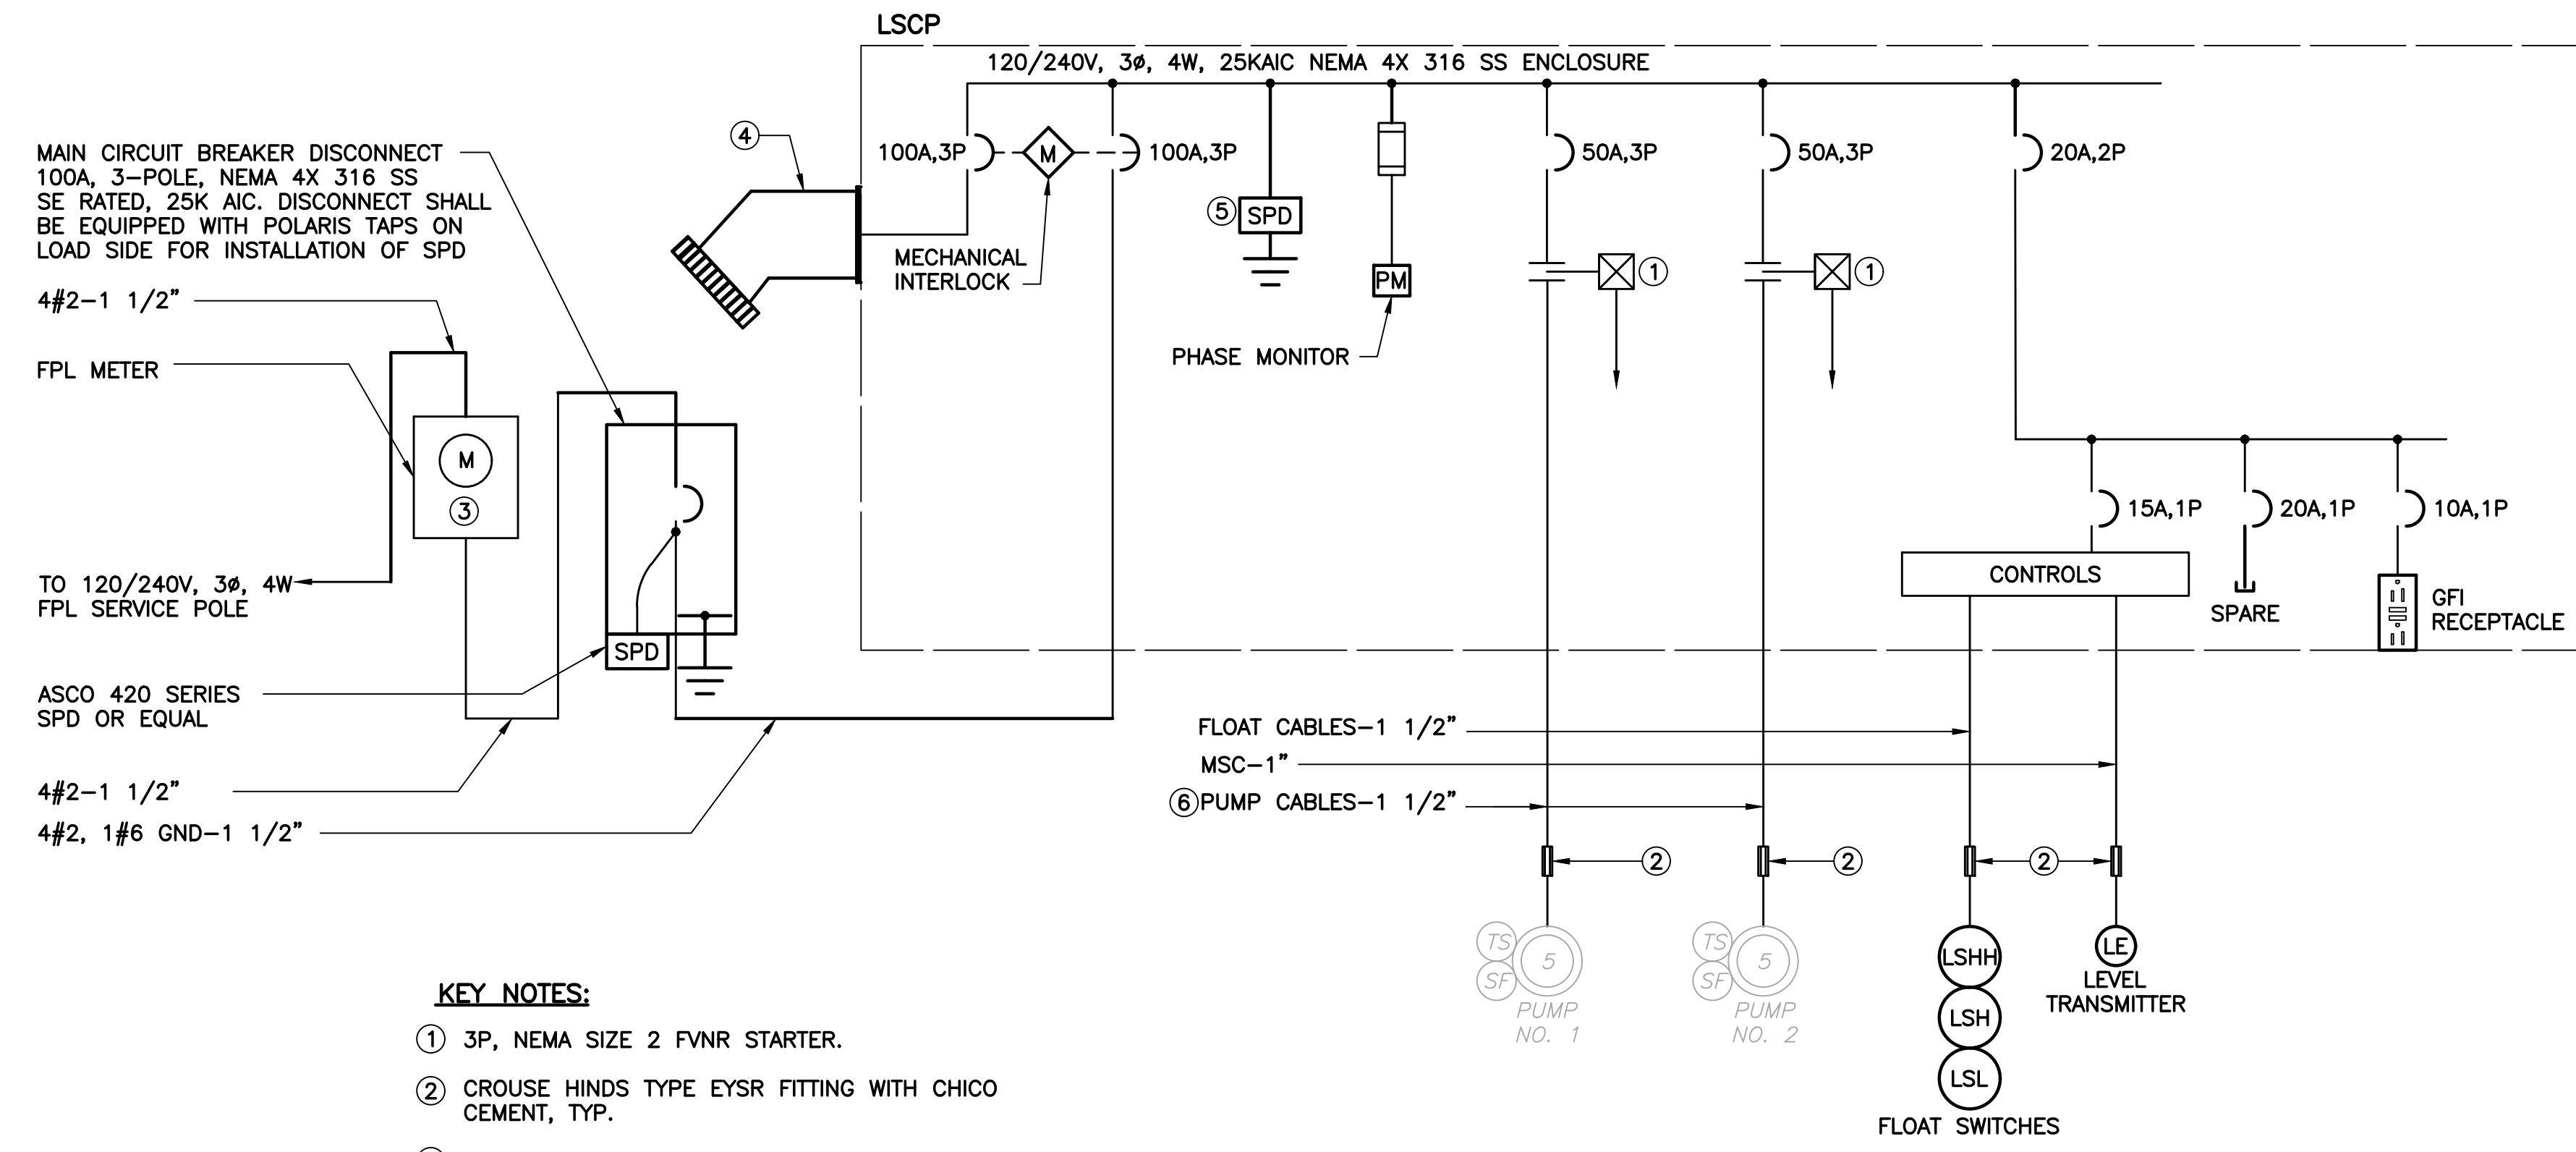 LSCP
120/240V, 3ø, 4W, 25KAIC NEMA 4X 316 SS ENCLOSURE
MAIN CIRCUIT BREAKER DISCONNECT
100A, 3-POLE, NEMA 4X 316 SS
SE RATED, 25K AIC. DISCONNECT SHALL
BE EQUIPPED WITH POLARIS TAPS ON
LOAD SIDE FOR INSTALLATION OF SPD
4#2-1 1/2"
FPL METER
M
3
TO 120/240V, 3ø, 4W
FPL SERVICE POLE
SPD
ASCO 420 SERIES
SPD OR EQUAL
4#2-1 1/2"
4#2, 1#6 GND-1 1/2"
4
100A,3P
M
100A,3P
MECHANICAL
INTERLOCK
5
SPD
PM
PHASE MONITOR
50A,3P
1
50A,3P
1
20A,2P
15A,1P
20A,1P
10A,1P
CONTROLS
SPARE
GFI
RECEPTACLE
FLOAT CABLES-1 1/2"
MSC-1"
6 PUMP CABLES-1 1/2"
2
2
2
TS
SF
5
PUMP
NO. 1
TS
SF
5
PUMP
NO. 2
LSHH
LSH
LSL
FLOAT SWITCHES
LE
LEVEL
TRANSMITTER
KEY NOTES:
1 3P, NEMA SIZE 2 FVNR STARTER.
2 CROUSE HINDS TYPE EYSR FITTING WITH CHICO
CEMENT, TYP.